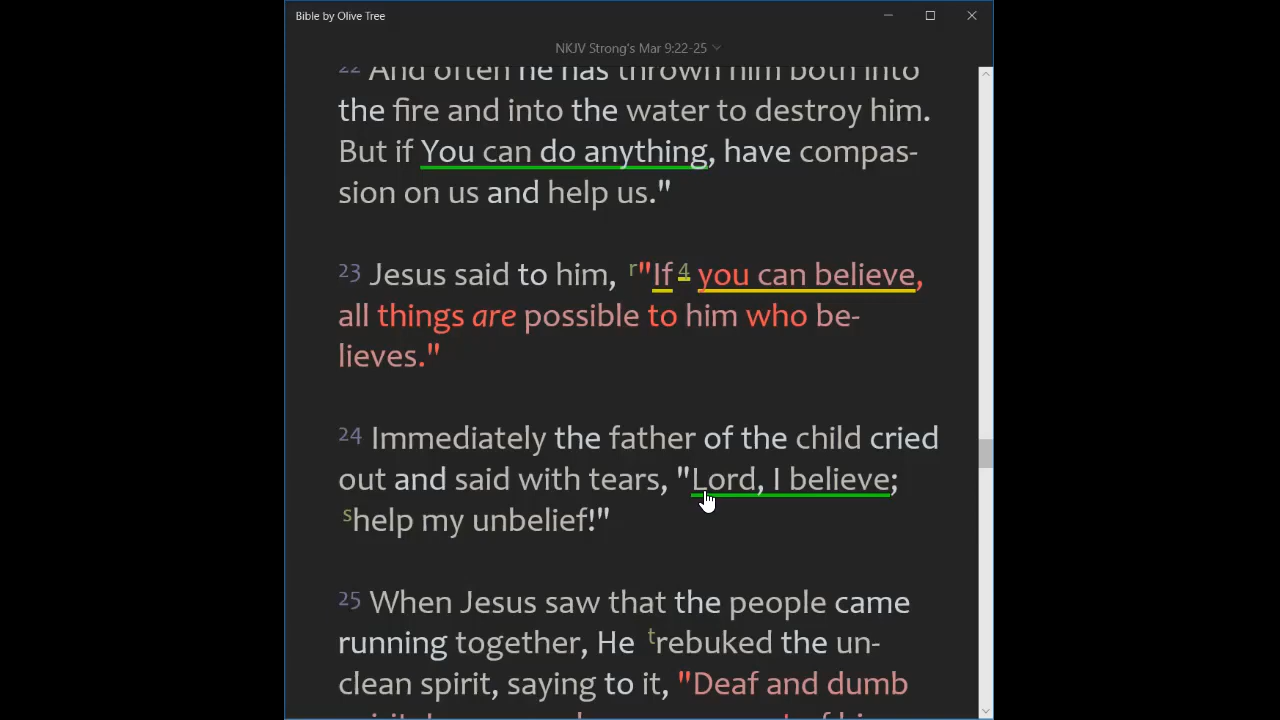 Bible by Olive Tree
NKJV Strong's Mar 9:22-25
22 And often he has thrown him both into
the fire and into the water to destroy him.
But if You can do anything, have compas-
sion on us and help us."
23 Jesus said to him, r"If 4 you can believe,
all things are possible to him who be-
lieves."
24 Immediately the father of the child cried
out and said with tears, "Lord, I believe;
shelp my unbelief!"
25 When Jesus saw that the people came
running together, He trebuked the un-
clean spirit, saying to it, "Deaf and dumb